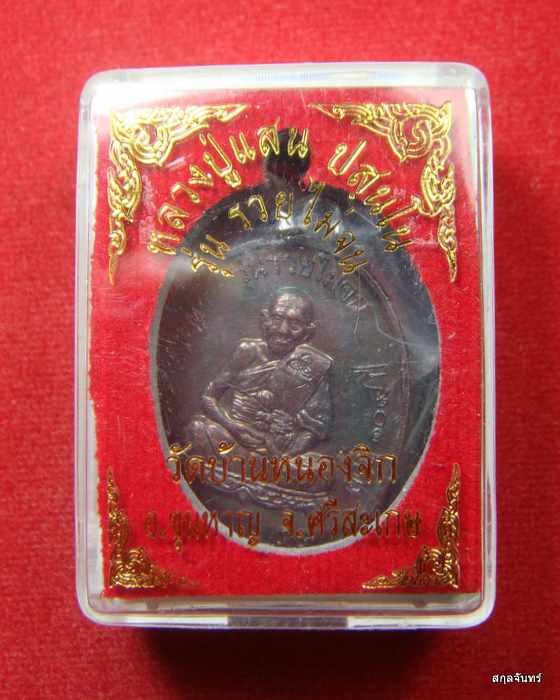 หลวงปู่แสน ปสนฺโน
รุ่น รวยไม่จน
วัดบ้านหนองจิก
อ.ขุนหาญ จ.ศรีสะเกษ
สกุลจันทร์